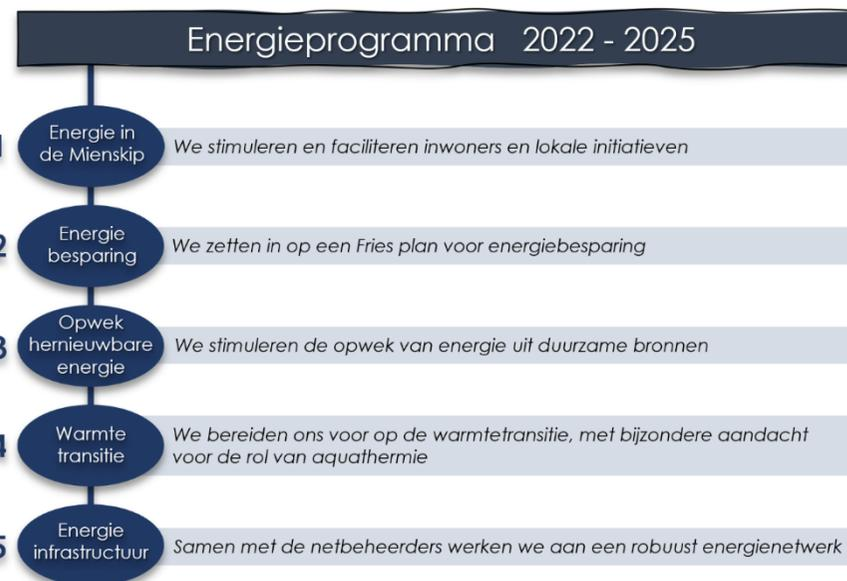 Energieprogramma 2022 - 2025
1
Energie in
de Mienskip
We stimuleren en faciliteren inwoners en lokale initiatieven
2
Energie
besparing
We zetten in op een Fries plan voor energiebesparing
3
Opwek
hernieuwbare
energie
We stimuleren de opwek van energie uit duurzame bronnen
4
Warmte
transitie
We bereiden ons voor op de warmtetransitie, met bijzondere aandacht
voor de rol van aquathermie
5
Energie
infrastructuur
Samen met de netbeheerders werken we aan een robuust energienetwerk